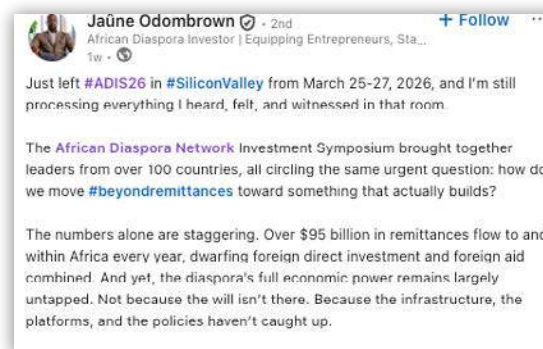 Jaûne Odombrown · 2nd
+ Follow ...
African Diaspora Investor | Equipping Entrepreneurs, Sta...
1w ·
Just left #ADIS26 in #SiliconValley from March 25-27, 2026, and I'm still
processing everything I heard, felt, and witnessed in that room.
The African Diaspora Network Investment Symposium brought together
leaders from over 100 countries, all circling the same urgent question: how do
we move #beyondremittances toward something that actually builds?
The numbers alone are staggering. Over $95 billion in remittances flow to and
within Africa every year, dwarfing foreign direct investment and foreign aid
combined. And yet, the diaspora's full economic power remains largely
untapped. Not because the will isn't there. Because the infrastructure, the
platforms, and the policies haven't caught up.